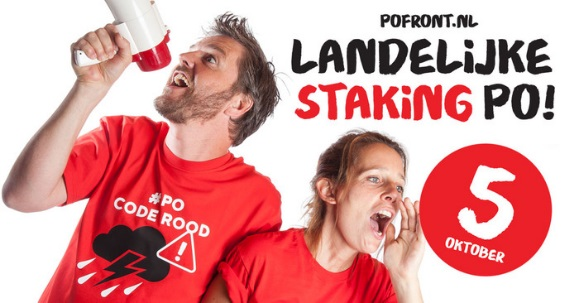 POFRONT.NL
LANDELIJKE
STAKING PO!
5
OKTOBER
#PO
CODE ROOD